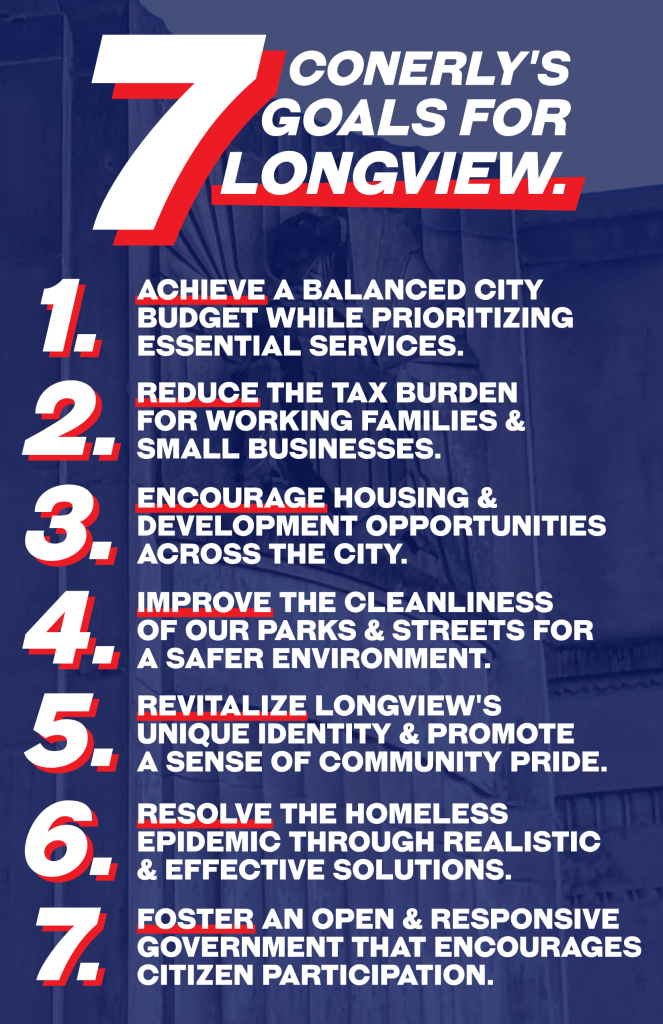 7
CONERLY'S
GOALS FOR
LONGVIEW.
1.
ACHIEVE A BALANCED CITY
BUDGET WHILE PRIORITIZING
ESSENTIAL SERVICES.
2.
REDUCE THE TAX BURDEN
FOR WORKING FAMILIES &
SMALL BUSINESSES.
3.
ENCOURAGE HOUSING &
DEVELOPMENT OPPORTUNITIES
ACROSS THE CITY.
4.
IMPROVE THE CLEANLINESS
OF OUR PARKS & STREETS FOR
A SAFER ENVIRONMENT.
5.
REVITALIZE LONGVIEW'S
UNIQUE IDENTITY & PROMOTE
A SENSE OF COMMUNITY PRIDE.
6.
RESOLVE THE HOMELESS
EPIDEMIC THROUGH REALISTIC
& EFFECTIVE SOLUTIONS.
7.
FOSTER AN OPEN & RESPONSIVE
GOVERNMENT THAT ENCOURAGES
CITIZEN PARTICIPATION.